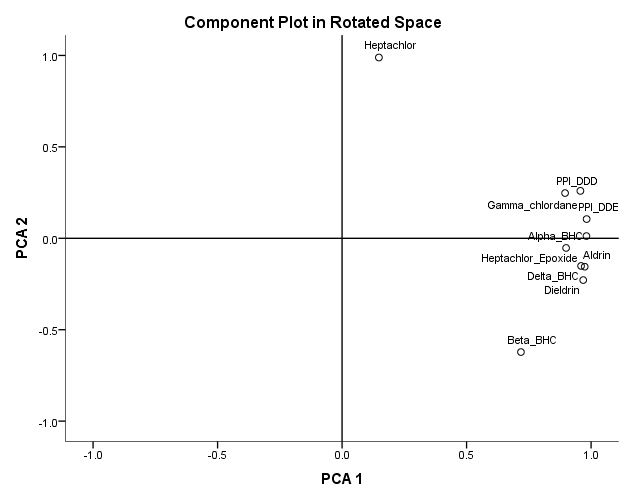 Component Plot in Rotated Space
Heptachlor
1.0
0.5
PPI_DDD
Gamma_chlordane
PPI_DDE
PCA 2
0.0
Alpha_BHC
Heptachlor_Epoxide
Aldrin
Delta_BHC
Dieldrin
-0.5
Beta_BHC
-1.0
-1.0 -0.5 0.0 0.5 1.0
PCA 1